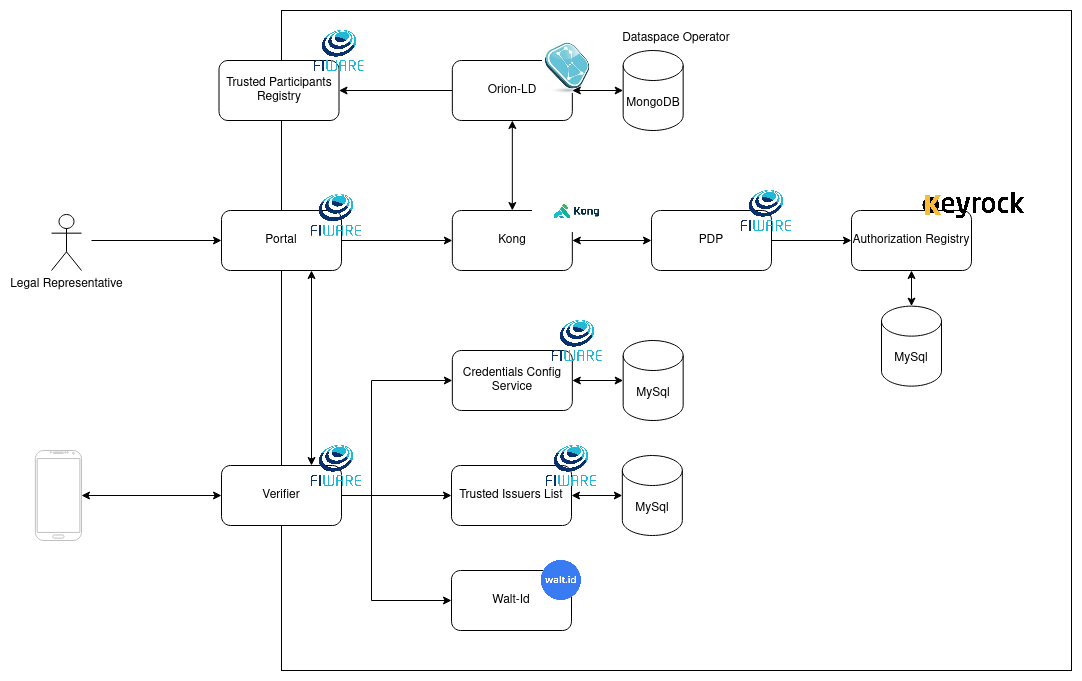 Dataspace Operator
FIWARE
Trusted Participants
Registry
Orion-LD
MongoDB
Keyrock
FIWARE
Portal
Kong
Kong
FIWARE
PDP
Authorization Registry
Legal Representative
MySql
FIWARE
Credentials Config
Service
MySql
FIWARE
Verifier
FIWARE
Trusted Issuers List
MySql
walt.id
Walt-Id